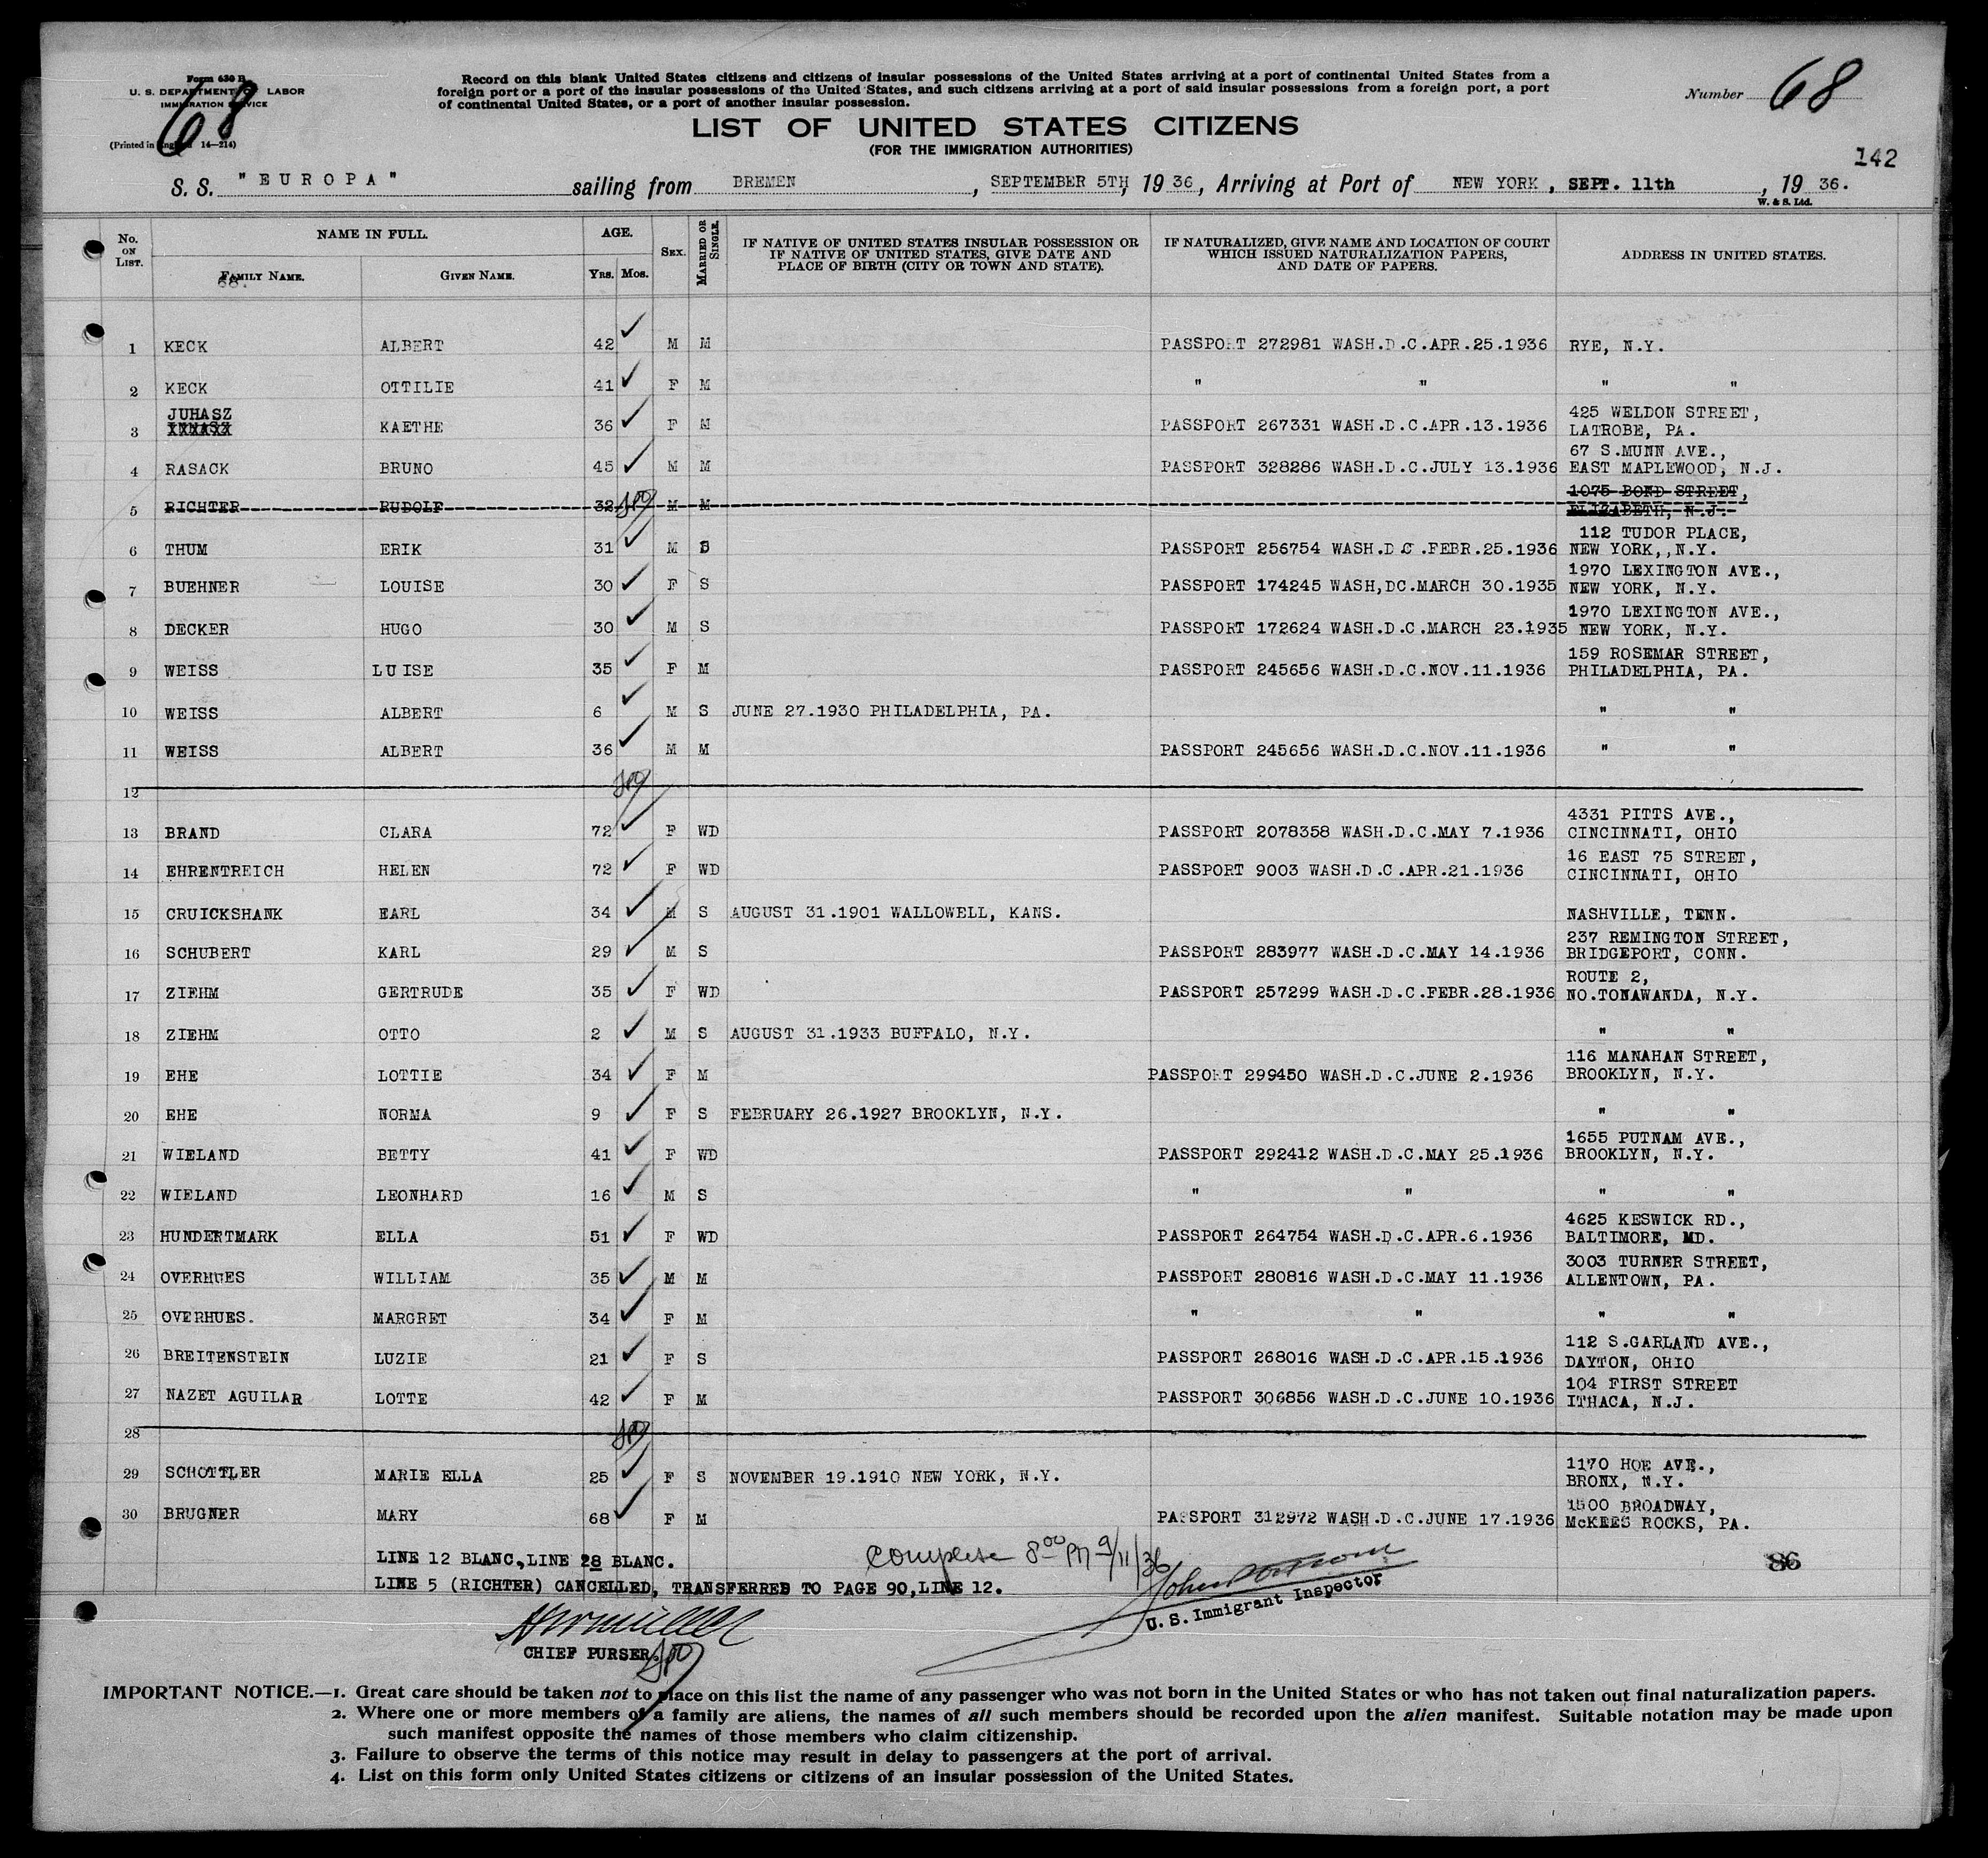 Form 630 B
U. S. DEPARTMENT OF LABOR
IMMIGRATION SERVICE
(Printed in England 14—214)
68
Record on this blank United States citizens and citizens of insular possessions of the United States arriving at a port of continental United States from a
foreign port or a port of the insular possessions of the United States, and such citizens arriving at a port of said insular possessions from a foreign port, a port
of continental United States, or a port of another insular possession.
Number 68
LIST OF UNITED STATES CITIZENS
(FOR THE IMMIGRATION AUTHORITIES)
142
S. S. "EUROPA" sailing from BREMEN, SEPTEMBER 5TH, 19 36, Arriving at Port of NEW YORK, SEPT. 11th, 19 36.
W. & S. Ltd.
No. ON LIST. NAME IN FULL. FAMILY NAME. GIVEN NAME. AGE. YRS. MOS. SEX. MARRIED OR SINGLE. IF NATIVE OF UNITED STATES INSULAR POSSESSION OR IF NATIVE OF UNITED STATES, GIVE DATE AND PLACE OF BIRTH (CITY OR TOWN AND STATE). IF NATURALIZED, GIVE NAME AND LOCATION OF COURT WHICH ISSUED NATURALIZATION PAPERS, AND DATE OF PAPERS. ADDRESS IN UNITED STATES.
1 KECK ALBERT 42 M M PASSPORT 272981 WASH.D.C.APR.25.1936 RYE, N.Y.
2 KECK OTTILIE 41 F M " " " "
3 JUHASZ KAETHE 36 F M PASSPORT 267331 WASH.D.C.APR.13.1936 425 WELDON STREET, LATROBE, PA.
4 RASACK BRUNO 45 M M PASSPORT 328286 WASH.D.C.JULY 13.1936 67 S.MUNN AVE., EAST MAPLEWOOD, N.J.
5 RICHTER RUDOLF 32 M M 1075 BOND STREET, ELIZABETH, N.J.
6 THUM ERIK 31 M S PASSPORT 256754 WASH.D.C.FEBR.25.1936 112 TUDOR PLACE, NEW YORK,,N.Y.
7 BUEHNER LOUISE 30 F S PASSPORT 174245 WASH,DC.MARCH 30.1935 1970 LEXINGTON AVE., NEW YORK, N.Y.
8 DECKER HUGO 30 M S PASSPORT 172624 WASH.D.C.MARCH 23.1935 1970 LEXINGTON AVE., NEW YORK, N.Y.
9 WEISS LUISE 35 F M PASSPORT 245656 WASH.D.C.NOV.11.1936 159 ROSEMAR STREET, PHILADELPHIA, PA.
10 WEISS ALBERT 6 M S JUNE 27.1930 PHILADELPHIA, PA. " "
11 WEISS ALBERT 36 M M PASSPORT 245656 WASH.D.C.NOV.11.1936 " "
12
13 BRAND CLARA 72 F WD PASSPORT 2078358 WASH.D.C.MAY 7.1936 4331 PITTS AVE., CINCINNATI, OHIO
14 EHRENTREICH HELEN 72 F WD PASSPORT 9003 WASH.D.C.APR.21.1936 16 EAST 75 STREET, CINCINNATI, OHIO
15 CRUICKSHANK EARL 34 M S AUGUST 31.1901 WALLOWELL, KANS. NASHVILLE, TENN.
16 SCHUBERT KARL 29 M S PASSPORT 283977 WASH.D.C.MAY 14.1936 237 REMINGTON STREET, BRIDGEPORT, CONN.
17 ZIEHM GERTRUDE 35 F WD PASSPORT 257299 WASH.D.C.FEBR.28.1936 ROUTE 2, NO.TONAWANDA, N.Y.
18 ZIEHM OTTO 2 M S AUGUST 31.1933 BUFFALO, N.Y. " "
19 EHE LOTTIE 34 F M PASSPORT 299450 WASH.D.C.JUNE 2.1936 116 MANAHAN STREET, BROOKLYN, N.Y.
20 EHE NORMA 9 F S FEBRUARY 26.1927 BROOKLYN, N.Y. " "
21 WIELAND BETTY 41 F WD PASSPORT 292412 WASH.D.C.MAY 25.1936 1655 PUTNAM AVE., BROOKLYN, N.Y.
22 WIELAND LEONHARD 16 M S " " " "
23 HUNDERTMARK ELLA 51 F WD PASSPORT 264754 WASH.D.C.APR.6.1936 4625 KESWICK RD., BALTIMORE, MD.
24 OVERHUES WILLIAM 35 M M PASSPORT 280816 WASH.D.C.MAY 11.1936 3003 TURNER STREET, ALLENTOWN, PA.
25 OVERHUES. MARGRET 34 F M " " " "
26 BREITENSTEIN LUZIE 21 F S PASSPORT 268016 WASH.D.C.APR.15.1936 112 S.GARLAND AVE., DAYTON, OHIO
27 NAZET AGUILAR LOTTE 42 F M PASSPORT 306856 WASH.D.C.JUNE 10.1936 104 FIRST STREET ITHACA, N.J.
28
29 SCHOTTLER MARIE ELLA 25 F S NOVEMBER 19.1910 NEW YORK, N.Y. 1170 HOE AVE., BRONX, N.Y.
30 BRUGNER MARY 68 F M PASSPORT 312972 WASH.D.C.JUNE 17.1936 1500 BROADWAY, McKEES ROCKS, PA.
LINE 12 BLANC,LINE 28 BLANC. Complete 8:00 PM 9/11/36 86
LINE 5 (RICHTER) CANCELLED, TRANSFERRED TO PAGE 90,LINE 12.
U.S. Immigrant Inspector
CHIEF PURSER.
IMPORTANT NOTICE.—1. Great care should be taken not to place on this list the name of any passenger who was not born in the United States or who has not taken out final naturalization papers.
2. Where one or more members of a family are aliens, the names of all such members should be recorded upon the alien manifest. Suitable notation may be made upon
such manifest opposite the names of those members who claim citizenship.
3. Failure to observe the terms of this notice may result in delay to passengers at the port of arrival.
4. List on this form only United States citizens or citizens of an insular possession of the United States.